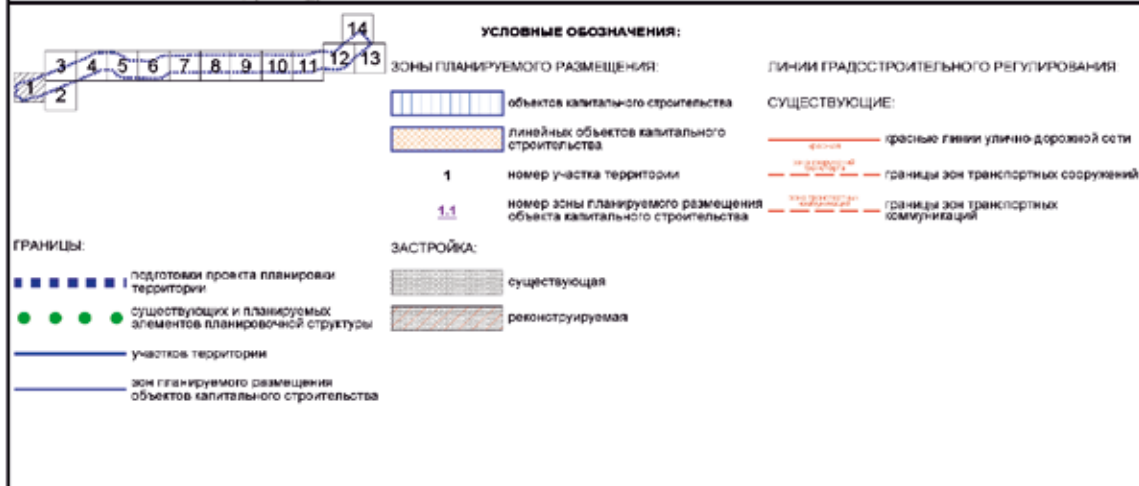 14
3 4 5 6 7 8 9 10 11 12 13
1
2
УСЛОВНЫЕ ОБОЗНАЧЕНИЯ:
ЗОНЫ ПЛАНИРУЕМОГО РАЗМЕЩЕНИЯ:
объектов капитального строительства
линейных объектов капитального
строительства
1 номер участка территории
1.1 номер зоны планируемого размещения
объекта капитального строительства
ЛИНИИ ГРАДОСТРОИТЕЛЬНОГО РЕГУЛИРОВАНИЯ
СУЩЕСТВУЮЩИЕ:
красные линии улично-дорожной сети
границы зон транспортных сооружений
границы зон транспортных
коммуникаций
ГРАНИЦЫ:
подготовки проекта планировки
территории
существующих и планируемых
элементов планировочной структуры
участков территории
зон планируемого размещения
объектов капитального строительства
ЗАСТРОЙКА:
существующая
реконструируемая